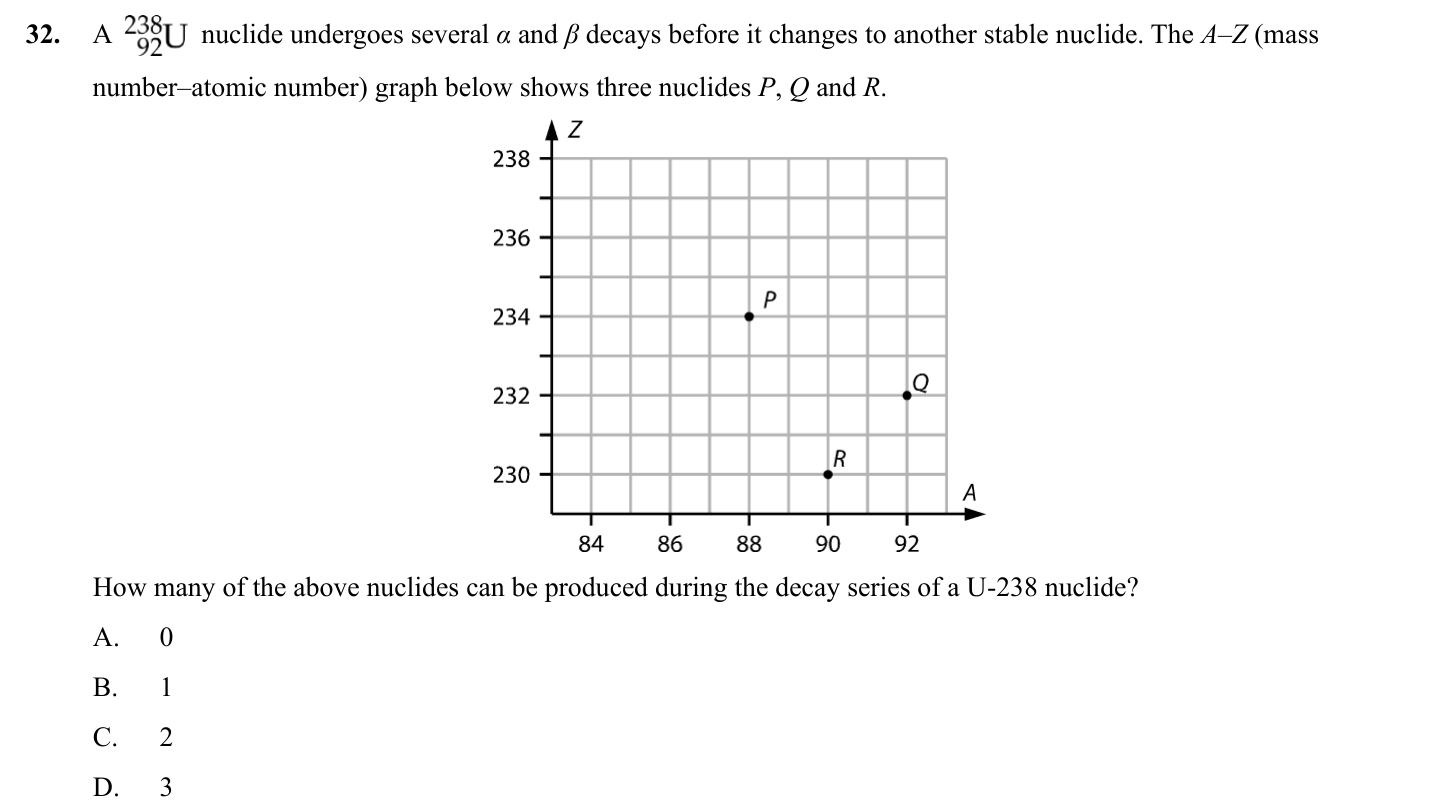 32. A ²³⁸₉₂U nuclide undergoes several α and β decays before it changes to another stable nuclide. The A–Z (mass
number–atomic number) graph below shows three nuclides P, Q and R.
Z
238
236
P
234
Q
232
R
230
A
84 86 88 90 92
How many of the above nuclides can be produced during the decay series of a U-238 nuclide?
A. 0
B. 1
C. 2
D. 3